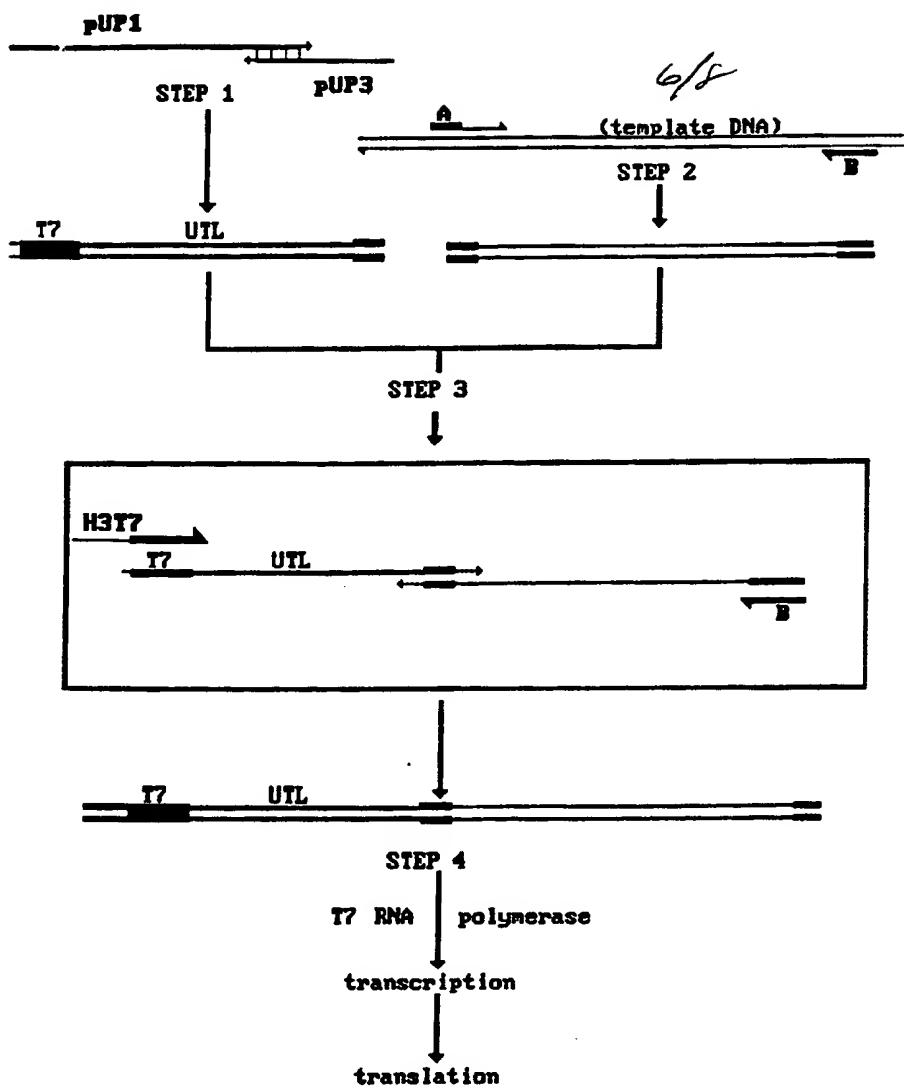 pUP1
pUP3
STEP 1
6/8
A
(template DNA)
B
STEP 2
T7 UTL
STEP 3
H3T7
T7 UTL
B
T7 UTL
STEP 4
T7 RNA polymerase
transcription
translation